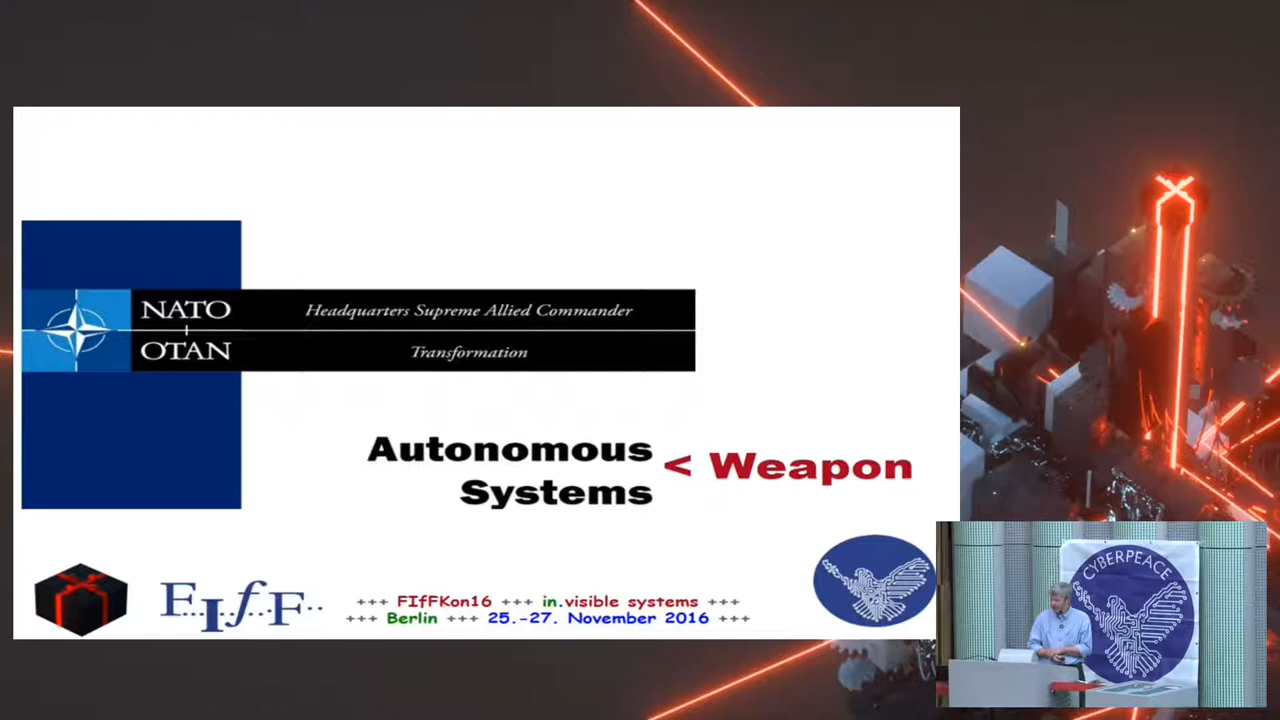 NATO
OTAN
Headquarters Supreme Allied Commander
Transformation
Autonomous
Systems
< Weapon
FIfF..
+++ FIfFKon16 +++ in.visible systems +++
+++ Berlin +++ 25.-27. November 2016 +++
CYBERPEACE